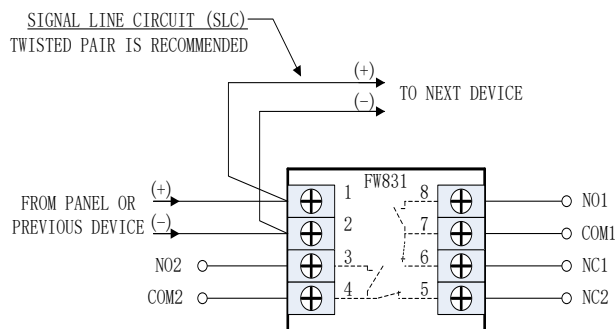 SIGNAL LINE CIRCUIT (SLC)
TWISTED PAIR IS RECOMMENDED
(+)
(-)
TO NEXT DEVICE
FW831
FROM PANEL OR
PREVIOUS DEVICE
(+)
(-)
1
2
3
4
8
7
6
5
NO2
COM2
NO1
COM1
NC1
NC2